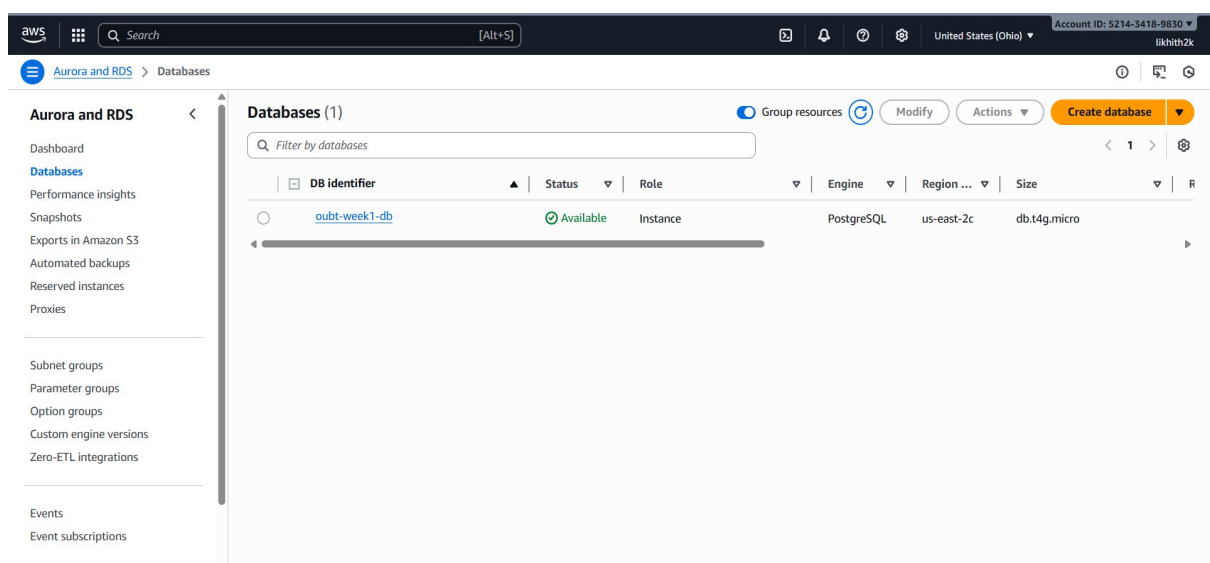 aws Search [Alt+S] United States (Ohio) Account ID: 5214-3418-9830
likhith2k
Aurora and RDS > Databases
Aurora and RDS
Dashboard
Databases
Performance insights
Snapshots
Exports in Amazon S3
Automated backups
Reserved instances
Proxies
Subnet groups
Parameter groups
Option groups
Custom engine versions
Zero-ETL integrations
Events
Event subscriptions
Databases (1) Group resources Modify Actions Create database
Filter by databases 1
DB identifier Status Role Engine Region ... Size R
oubt-week1-db Available Instance PostgreSQL us-east-2c db.t4g.micro